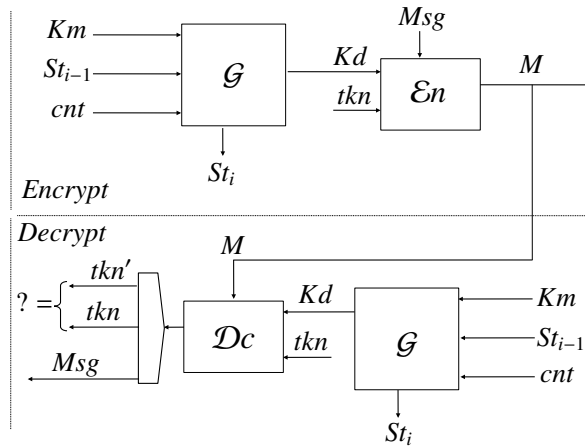 Msg
Km
St_{i−1}
cnt
𝒢
Kd
tkn
ℰn
M
St_i
Encrypt
Decrypt
M
tkn′
? =
tkn
Msg
𝒟c
Kd
tkn
𝒢
Km
St_{i−1}
cnt
St_i